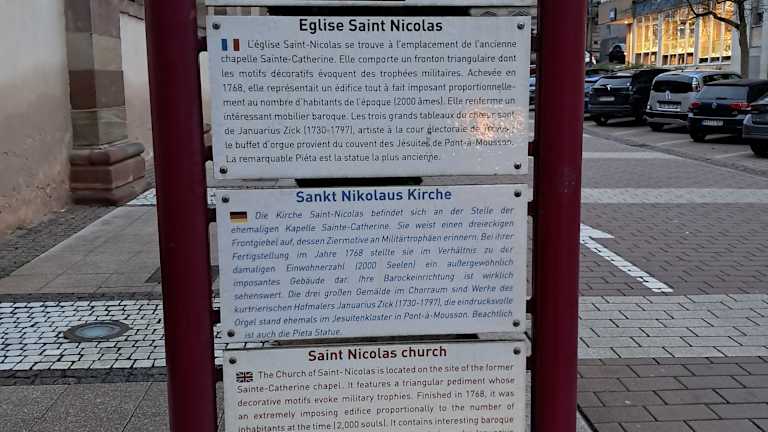 Eglise Saint Nicolas
L'église Saint-Nicolas se trouve à l'emplacement de l'ancienne
chapelle Sainte-Catherine. Elle comporte un fronton triangulaire dont
les motifs décoratifs évoquent des trophées militaires. Achevée en
1768, elle représentait un édifice tout à fait imposant proportionnelle-
ment au nombre d'habitants de l'époque (2000 âmes). Elle renferme un
intéressant mobilier baroque. Les trois grands tableaux du chœur sont
de Januarius Zick (1730-1797), artiste à la cour électorale de
le buffet d'orgue provient du couvent des Jésuites de Pont-à-Mousson.
La remarquable Piéta est la statue la plus ancienne.
Sankt Nikolaus Kirche
Die Kirche Saint-Nicolas befindet sich an der Stelle der
ehemaligen Kapelle Sainte-Catherine. Sie weist einen dreieckigen
Frontgiebel auf, dessen Ziermotive an Militärtrophäen erinnern. Bei ihrer
Fertigstellung im Jahre 1768 stellte sie im Verhältnis zu der
damaligen Einwohnerzahl (2000 Seelen) ein außergewöhnlich
imposantes Gebäude dar. Ihre Barockeinrichtung ist wirklich
sehenswert. Die drei großen Gemälde im Chorraum sind Werke des
kurtrierischen Hofmalers Januarius Zick (1730-1797), die eindrucksvolle
Orgel stand ehemals im Jesuitenkloster in Pont-à-Mousson. Beachtlich
ist auch die Pieta Statue.
Saint Nicolas church
The Church of Saint-Nicolas is located on the site of the former
Sainte-Catherine chapel. It features a triangular pediment whose
decorative motifs evoke military trophies. Finished in 1768, it was
an extremely imposing edifice proportionally to the number of
inhabitants at the time (2,000 souls). It contains interesting baroque